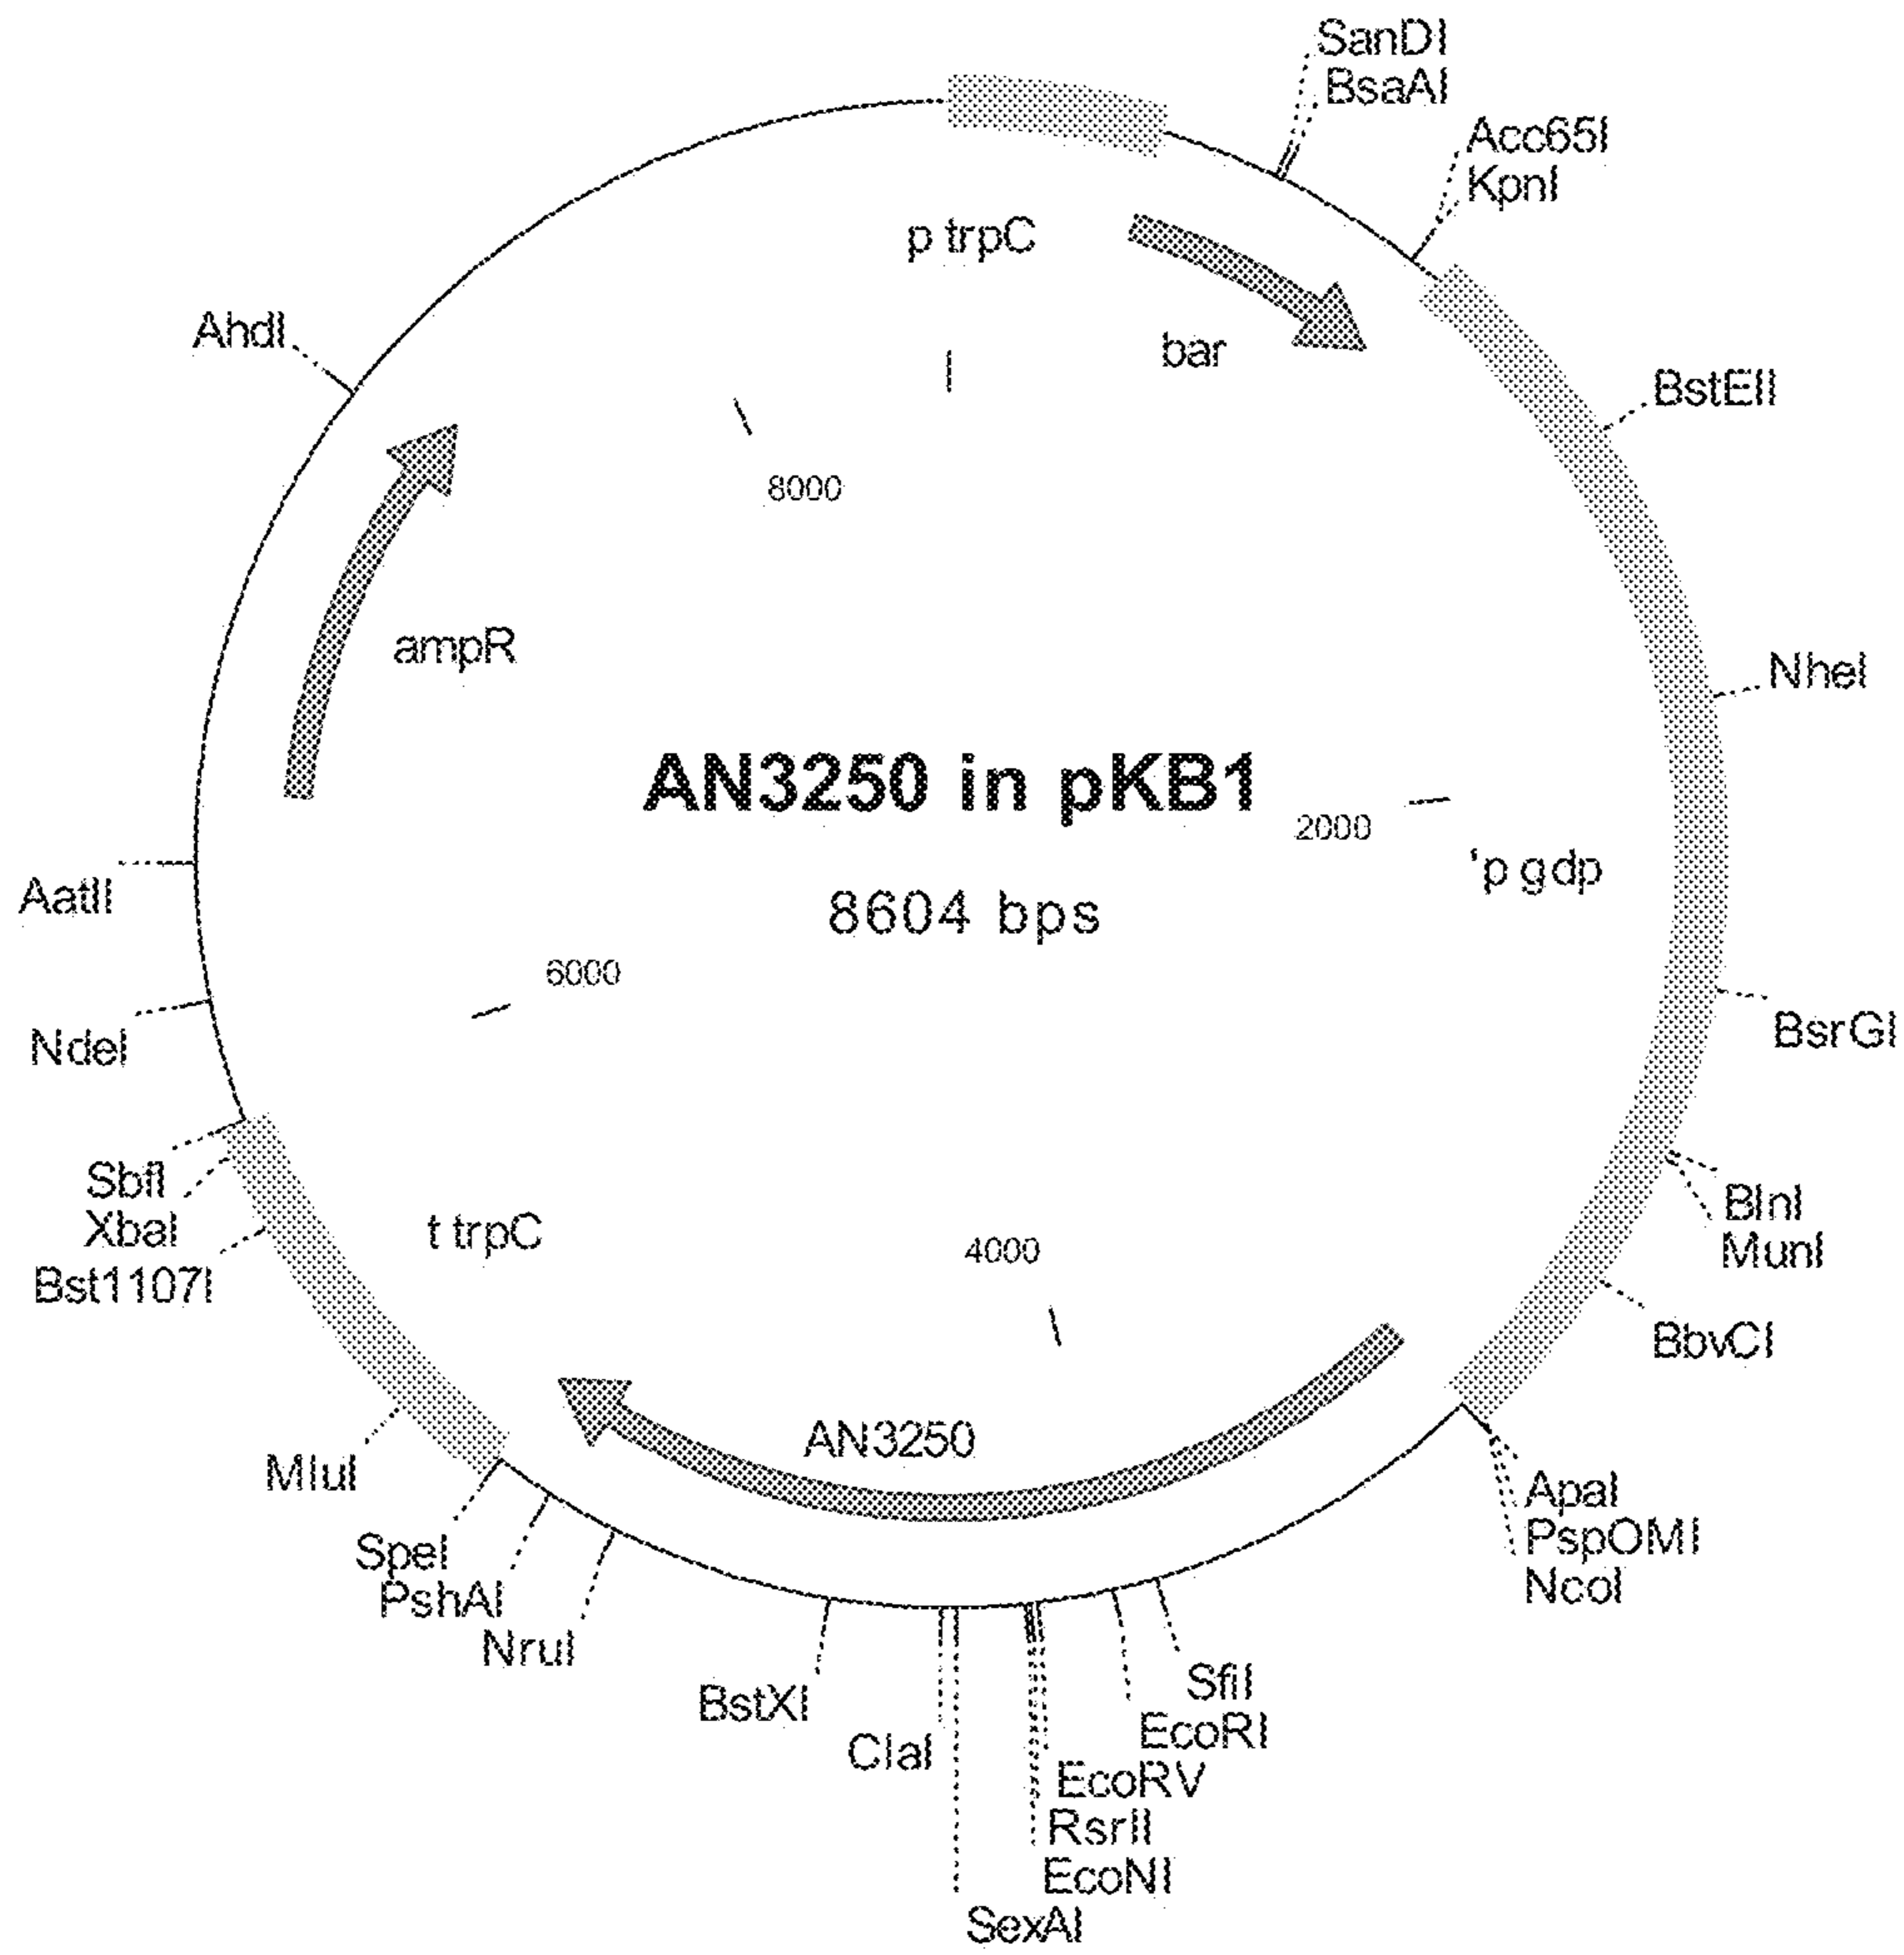 SanDI
BsaAI
Acc65I
KpnI
p trpC
bar
AhdI
BstEII
8000
ampR
NheI
AN3250 in pKB1
2000
'p gdp
8604 bps
AatII
6000
NdeI
BsrGI
SbfI
XbaI
Bst1107I
t trpC
4000
BlnI
MunI
BbvCI
AN3250
MluI
ApaI
PspOMI
NcoI
SpeI
PshAI
NruI
BstXI
ClaI
SfiI
EcoRI
EcoRV
RsrII
EcoNI
SexAI